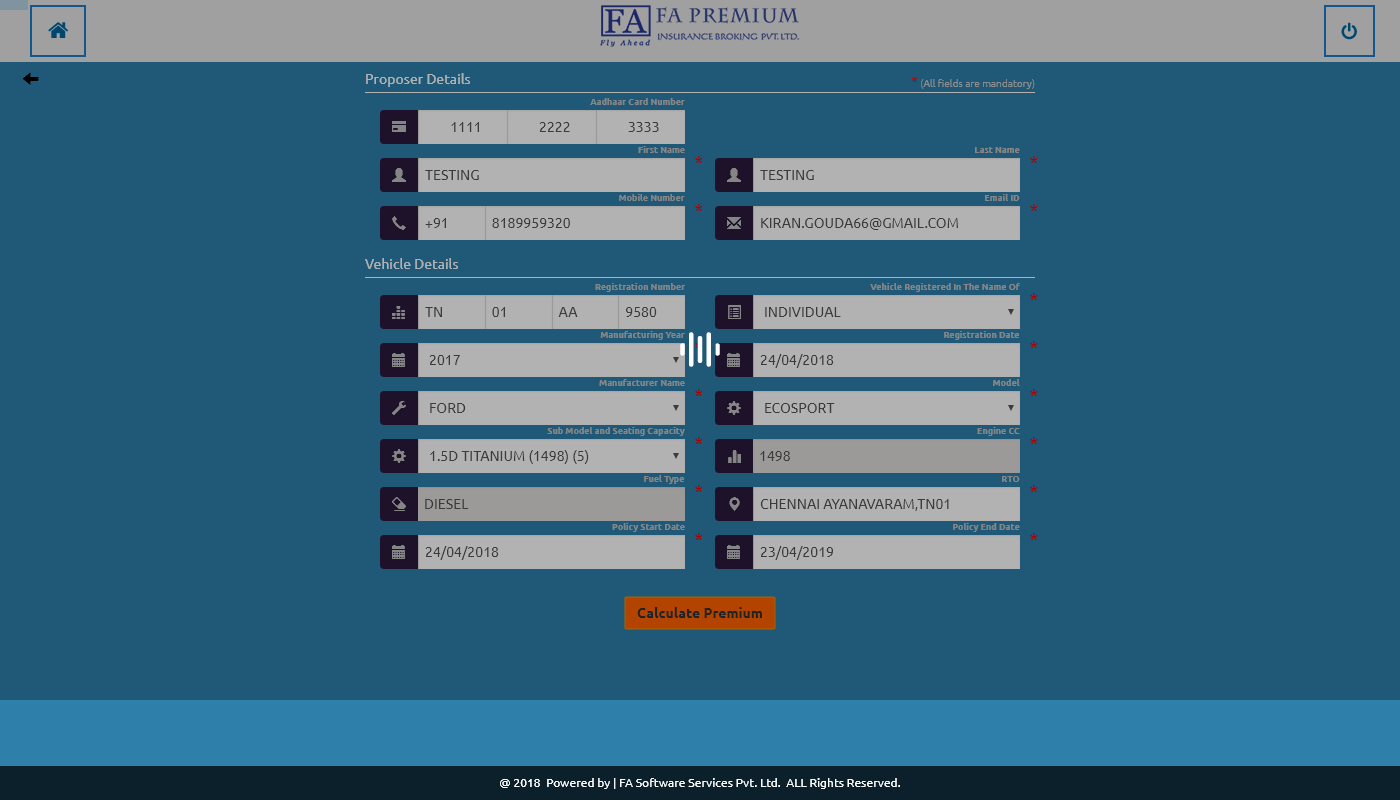 FA FA PREMIUM
Fly Ahead INSURANCE BROKING PVT. LTD.
Proposer Details * (All fields are mandatory)
Aadhaar Card Number
1111 2222 3333
First Name * Last Name *
TESTING TESTING
Mobile Number * Email ID *
+91 8189959320 KIRAN.GOUDA66@GMAIL.COM
Vehicle Details
Registration Number Vehicle Registered In The Name Of *
TN 01 AA 9580 INDIVIDUAL
Manufacturing Year Registration Date *
2017 24/04/2018
Manufacturer Name * Model *
FORD ECOSPORT
Sub Model and Seating Capacity * Engine CC *
1.5D TITANIUM (1498) (5) 1498
Fuel Type * RTO *
DIESEL CHENNAI AYANAVARAM,TN01
Policy Start Date * Policy End Date *
24/04/2018 23/04/2019
Calculate Premium
@ 2018 Powered by | FA Software Services Pvt. Ltd. ALL Rights Reserved.